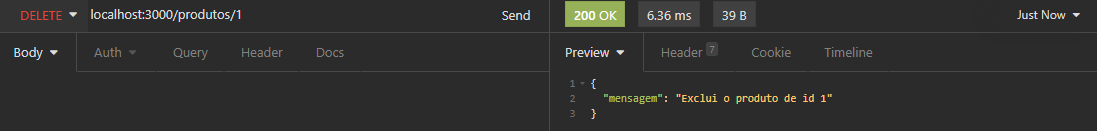 DELETE localhost:3000/produtos/1 Send 200 OK 6.36 ms 39 B Just Now
Body Auth Query Header Docs Preview Header 7 Cookie Timeline
1 {
2 "mensagem": "Exclui o produto de id 1"
3 }